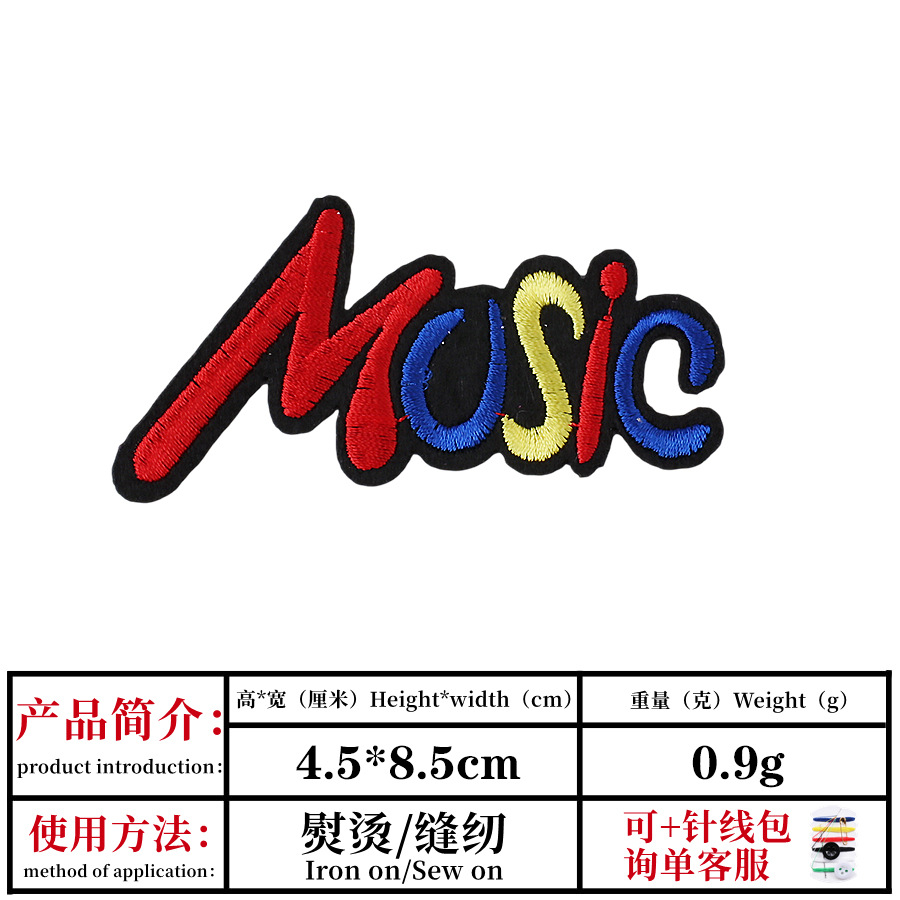 Music
产品简介：
product introduction：
高*宽（厘米）Height*width（cm）
重量（克）Weight（g）
4.5*8.5cm
0.9g
使用方法：
method of application：
熨烫/缝纫
Iron on/Sew on
可+针线包
询单客服